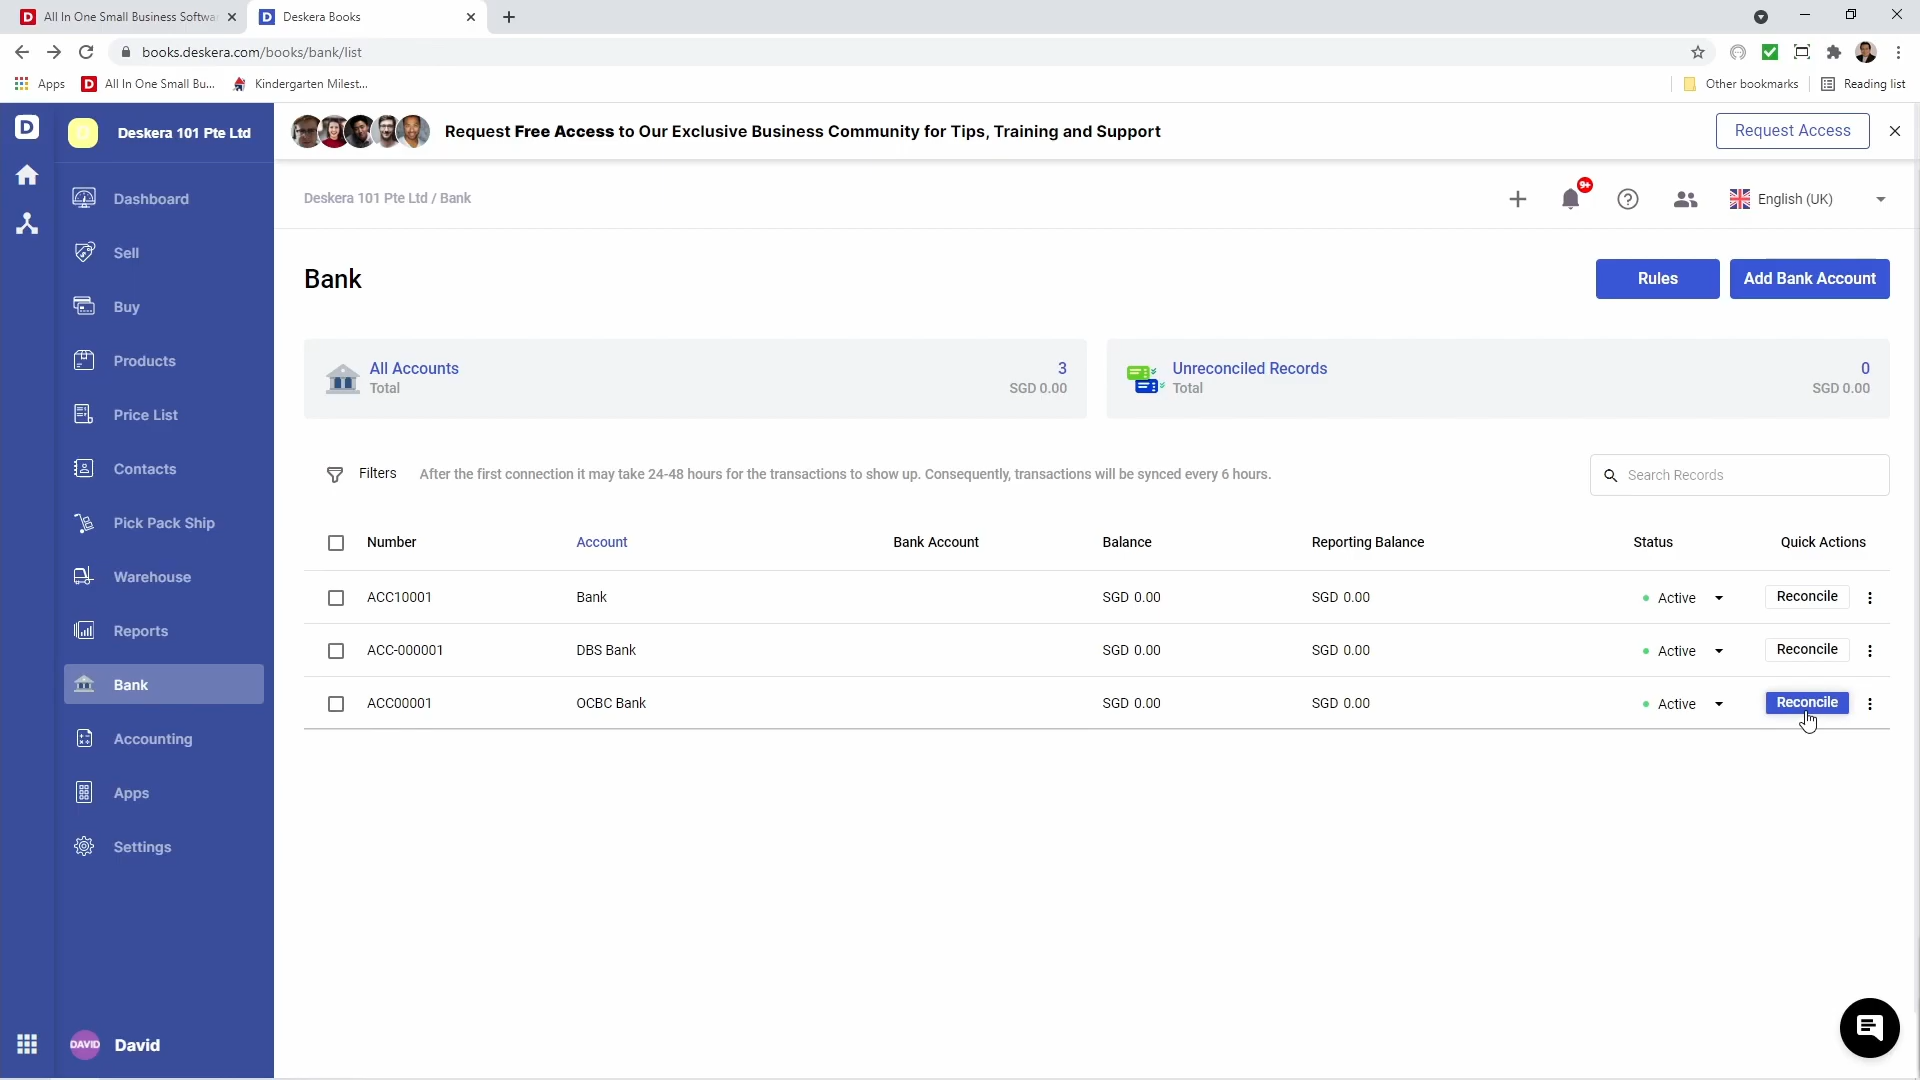 All In One Small Business Softwa
Deskera Books
books.deskera.com/books/bank/list
Apps
All In One Small Bu...
Kindergarten Milest...
Other bookmarks
Reading list
Deskera 101 Pte Ltd
Request Free Access to Our Exclusive Business Community for Tips, Training and Support
Request Access
Deskera 101 Pte Ltd / Bank
9+
English (UK)
Dashboard
Sell
Buy
Products
Price List
Contacts
Pick Pack Ship
Warehouse
Reports
Bank
Accounting
Apps
Settings
DAVID
David
Bank
Rules
Add Bank Account
All Accounts 3
Total SGD 0.00
Unreconciled Records 0
Total SGD 0.00
Filters After the first connection it may take 24-48 hours for the transactions to show up. Consequently, transactions will be synced every 6 hours.
Search Records
Number Account Bank Account Balance Reporting Balance Status Quick Actions
ACC10001 Bank SGD 0.00 SGD 0.00 Active Reconcile
ACC-000001 DBS Bank SGD 0.00 SGD 0.00 Active Reconcile
ACC00001 OCBC Bank SGD 0.00 SGD 0.00 Active Reconcile